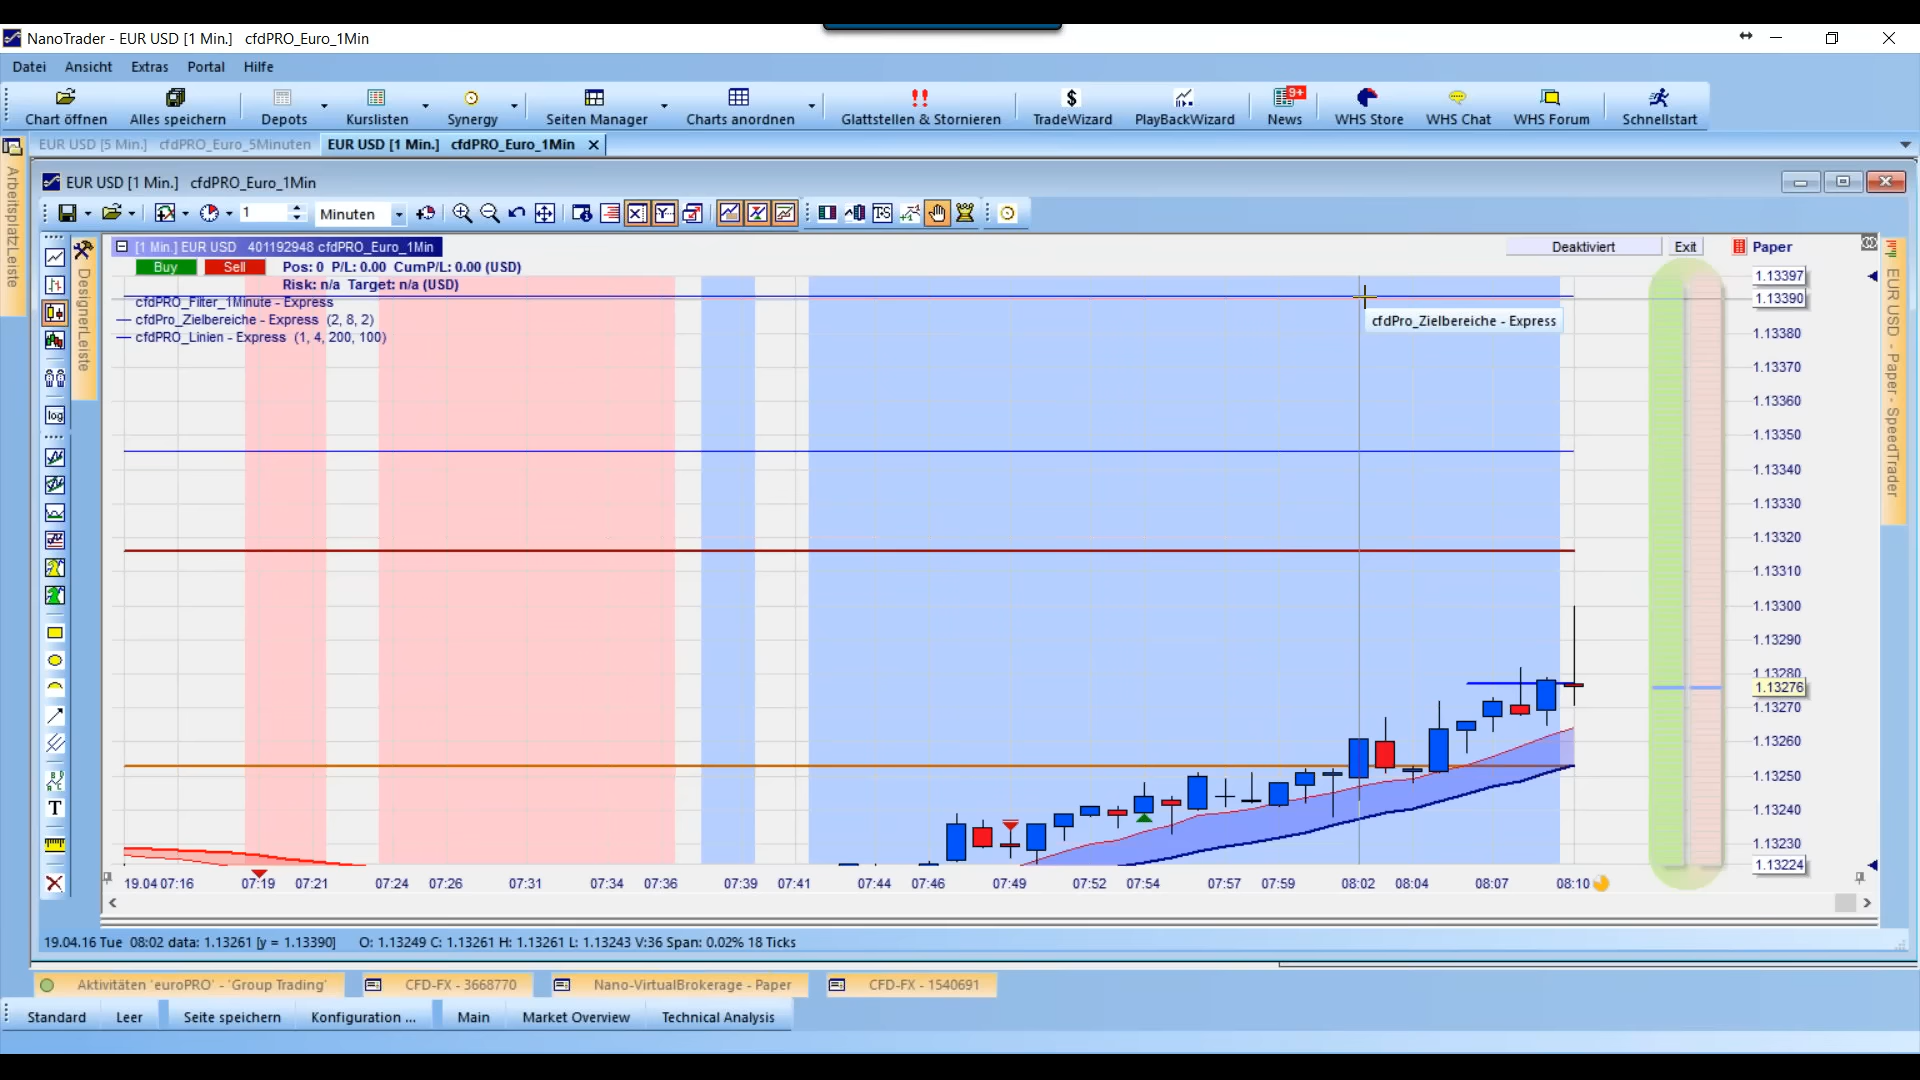 NanoTrader - EUR USD [1 Min.]   cfdPRO_Euro_1Min
Datei Ansicht Extras Portal Hilfe
Chart öffnen Alles speichern Depots Kurslisten Synergy Seiten Manager Charts anordnen Glattstellen & Stornieren TradeWizard PlayBackWizard News WHS Store WHS Chat WHS Forum Schnellstart
9+
EUR USD [5 Min.]   cfdPRO_Euro_5Minuten EUR USD [1 Min.]   cfdPRO_Euro_1Min
ArbeitsplatzLeiste
EUR USD [1 Min.]   cfdPRO_Euro_1Min
1 Minuten
DesignerLeiste
log
T
[1 Min.] EUR USD   401192948 cfdPRO_Euro_1Min Deaktiviert Exit Paper
Buy Sell Pos: 0  P/L: 0.00  CumP/L: 0.00 (USD)
Risk: n/a  Target: n/a (USD)
cfdPRO_Filter_1Minute - Express
cfdPro_Zielbereiche - Express  (2, 8, 2)
cfdPRO_Linien - Express  (1, 4, 200, 100)
cfdPro_Zielbereiche - Express
1.13397
1.13390
1.13380
1.13370
1.13360
1.13350
1.13340
1.13330
1.13320
1.13310
1.13300
1.13290
1.13280
1.13276
1.13270
1.13260
1.13250
1.13240
1.13230
1.13224
EUR USD - Paper - SpeedTrader
19.04 07:16 07:19 07:21 07:24 07:26 07:31 07:34 07:36 07:39 07:41 07:44 07:46 07:49 07:52 07:54 07:57 07:59 08:02 08:04 08:07 08:10
19.04.16 Tue  08:02 data: 1.13261 [y = 1.13390]   O: 1.13249 C: 1.13261 H: 1.13261 L: 1.13243 V:36 Span: 0.02% 18 Ticks
Aktivitäten 'euroPRO' - 'Group Trading' CFD-FX - 3668770 Nano-VirtualBrokerage - Paper CFD-FX - 1540691
Standard Leer Seite speichern Konfiguration ... Main Market Overview Technical Analysis